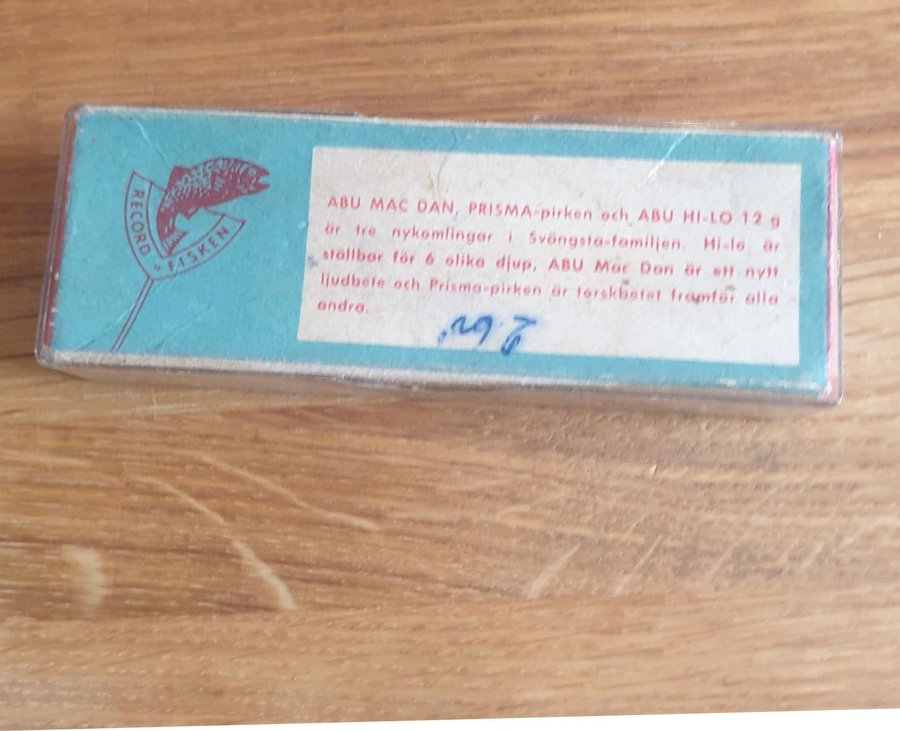 RECORD
FISKEN
ABU MAC DAN, PRISMA-pirken och ABU HI-LO 12 g
är tre nykomlingar i Svängsta-familjen. Hi-lo är
ställbar för 6 olika djup, ABU Mac Dan är ett nytt
ljudbete och Prisma-pirken är torskbetet framför alla
andra.